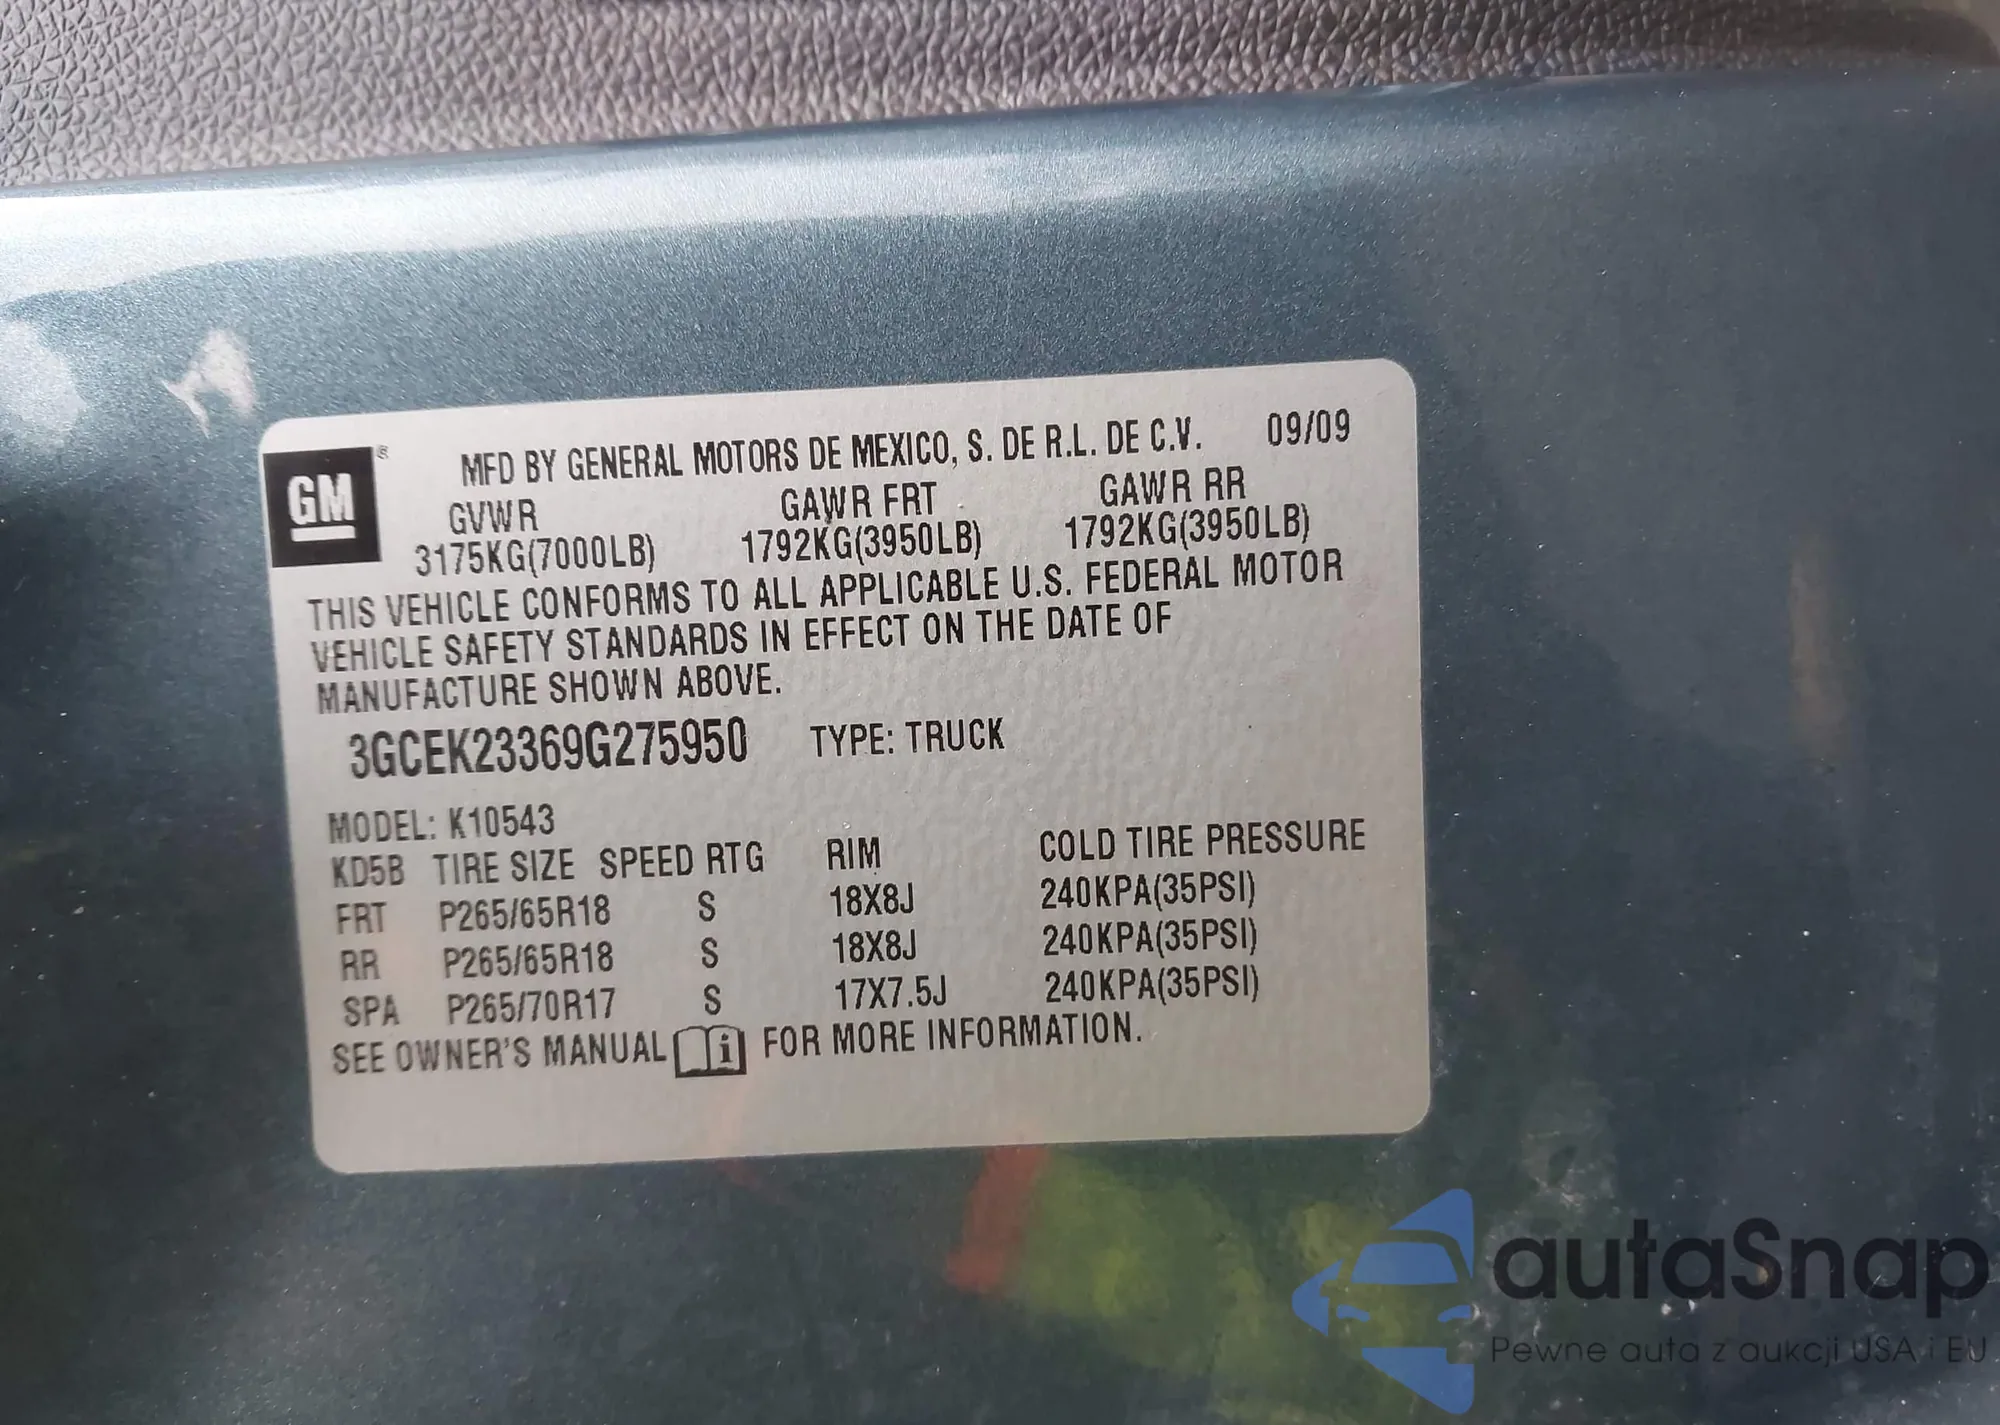 GM ®
MFD BY GENERAL MOTORS DE MEXICO, S. DE R.L. DE C.V. 09/09
GVWR GAWR FRT GAWR RR
3175KG(7000LB) 1792KG(3950LB) 1792KG(3950LB)
THIS VEHICLE CONFORMS TO ALL APPLICABLE U.S. FEDERAL MOTOR
VEHICLE SAFETY STANDARDS IN EFFECT ON THE DATE OF
MANUFACTURE SHOWN ABOVE.
3GCEK23369G275950 TYPE: TRUCK
MODEL: K10543
KD5B TIRE SIZE SPEED RTG RIM COLD TIRE PRESSURE
FRT P265/65R18 S 18X8J 240KPA(35PSI)
RR P265/65R18 S 18X8J 240KPA(35PSI)
SPA P265/70R17 S 17X7.5J 240KPA(35PSI)
SEE OWNER'S MANUAL i FOR MORE INFORMATION.
autaSnap
Pewne auta z aukcji USA i EU